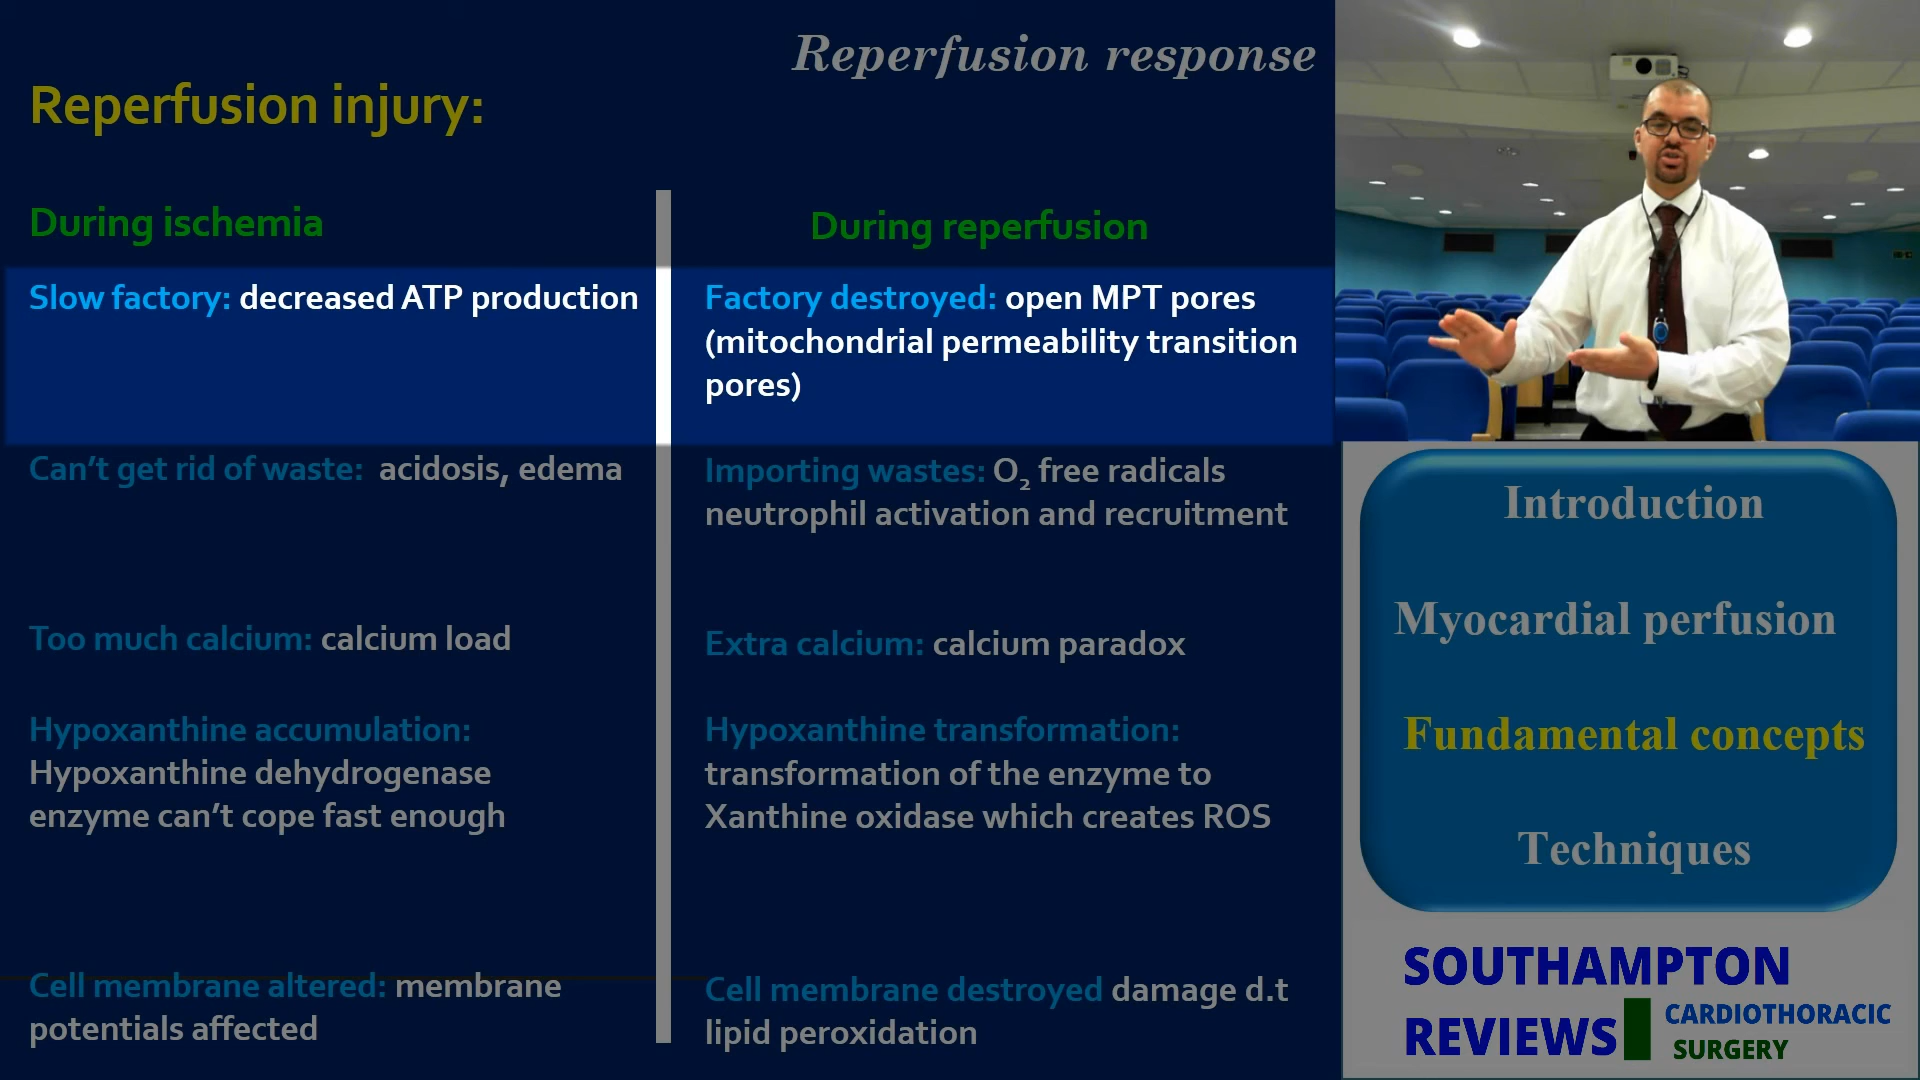 Reperfusion response
Reperfusion injury:
During ischemia
Slow factory: decreased ATP production
Can’t get rid of waste: acidosis, edema
Too much calcium: calcium load
Hypoxanthine accumulation:
Hypoxanthine dehydrogenase
enzyme can’t cope fast enough
Cell membrane altered: membrane
potentials affected
During reperfusion
Factory destroyed: open MPT pores
(mitochondrial permeability transition
pores)
Importing wastes: O₂ free radicals
neutrophil activation and recruitment
Extra calcium: calcium paradox
Hypoxanthine transformation:
transformation of the enzyme to
Xanthine oxidase which creates ROS
Cell membrane destroyed damage d.t
lipid peroxidation
Introduction
Myocardial perfusion
Fundamental concepts
Techniques
SOUTHAMPTON
REVIEWS
CARDIOTHORACIC
SURGERY